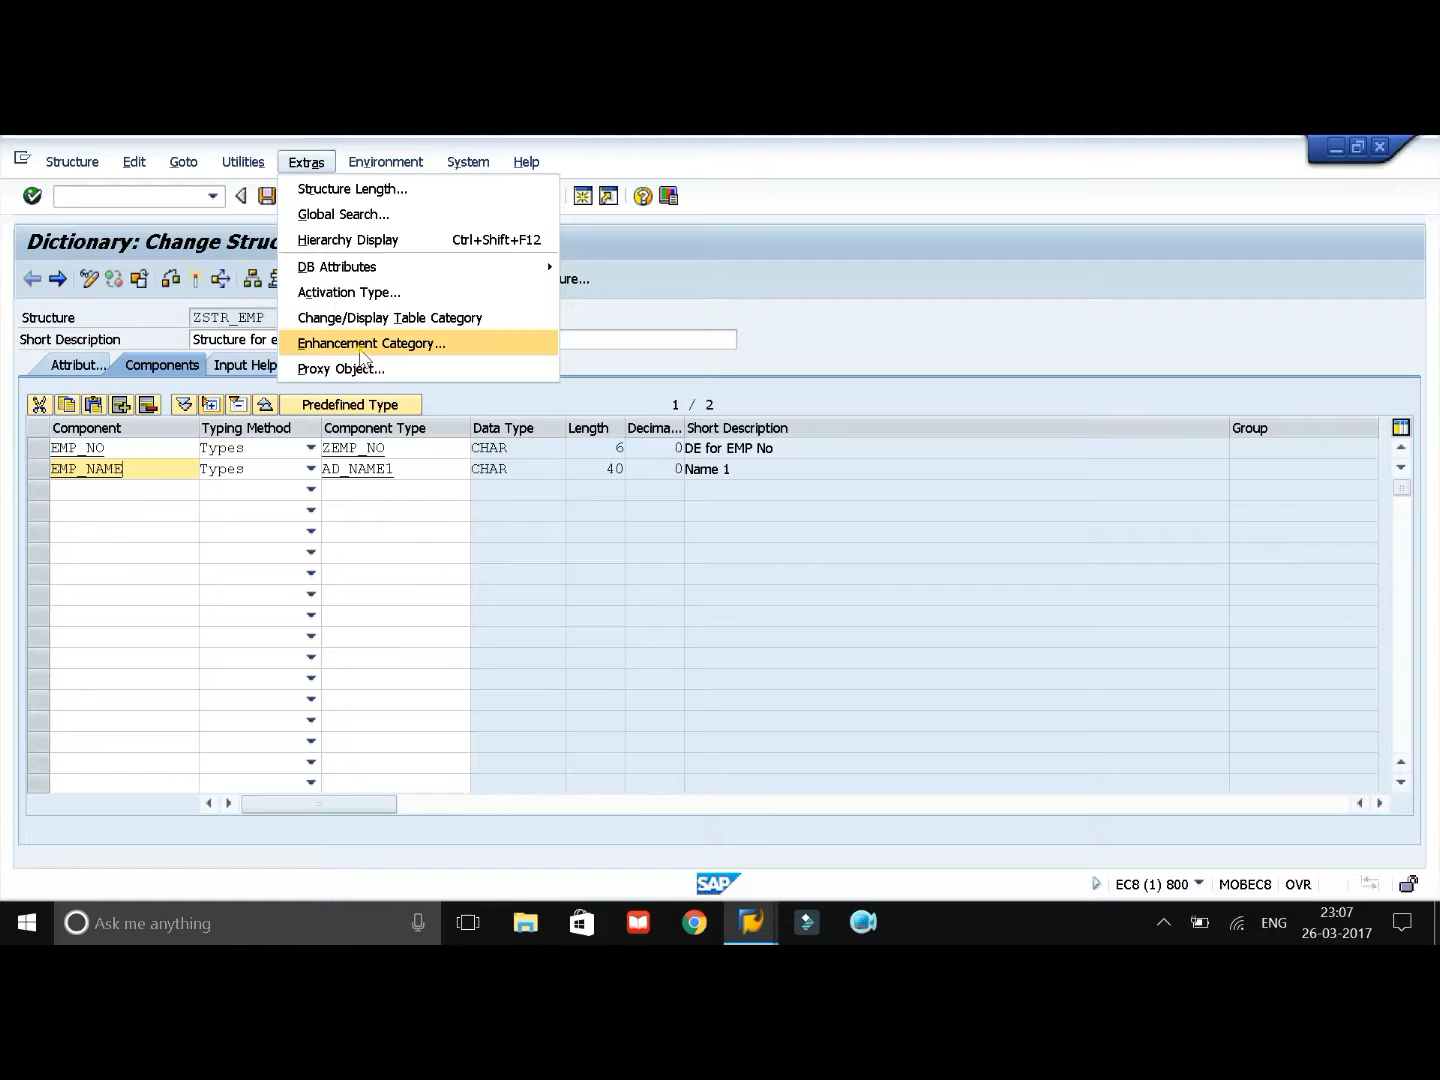 Structure Edit Goto Utilities Extras Environment System Help
Structure Length...
Global Search...
Dictionary: Change Struc
Hierarchy Display Ctrl+Shift+F12
DB Attributes
ure...
Activation Type...
Structure ZSTR_EMP
Change/Display Table Category
Short Description Structure for e
Enhancement Category...
Attribut... Components Input Help
Proxy Object...
Predefined Type 1 / 2
Component Typing Method Component Type Data Type Length Decima... Short Description Group
EMP_NO Types ZEMP_NO CHAR 6 0 DE for EMP No
EMP_NAME Types AD_NAME1 CHAR 40 0 Name 1
SAP EC8 (1) 800 MOBEC8 OVR
Ask me anything ENG 23:07
26-03-2017